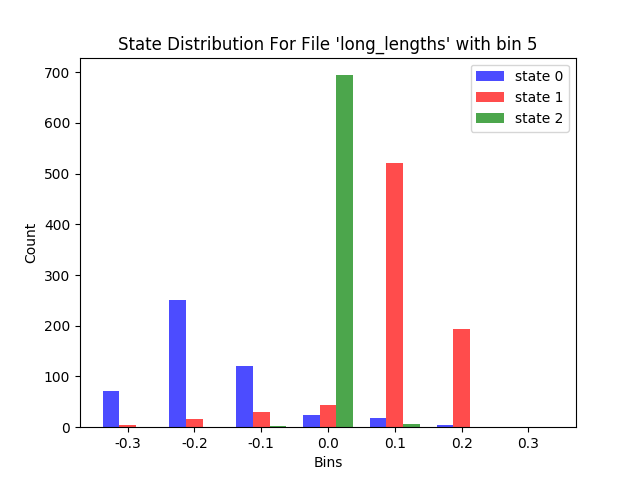 State Distribution For File 'long_lengths' with bin 5
700
600
500
400
300
200
100
0
Count
state 0
state 1
state 2
-0.3 -0.2 -0.1 0.0 0.1 0.2 0.3
Bins